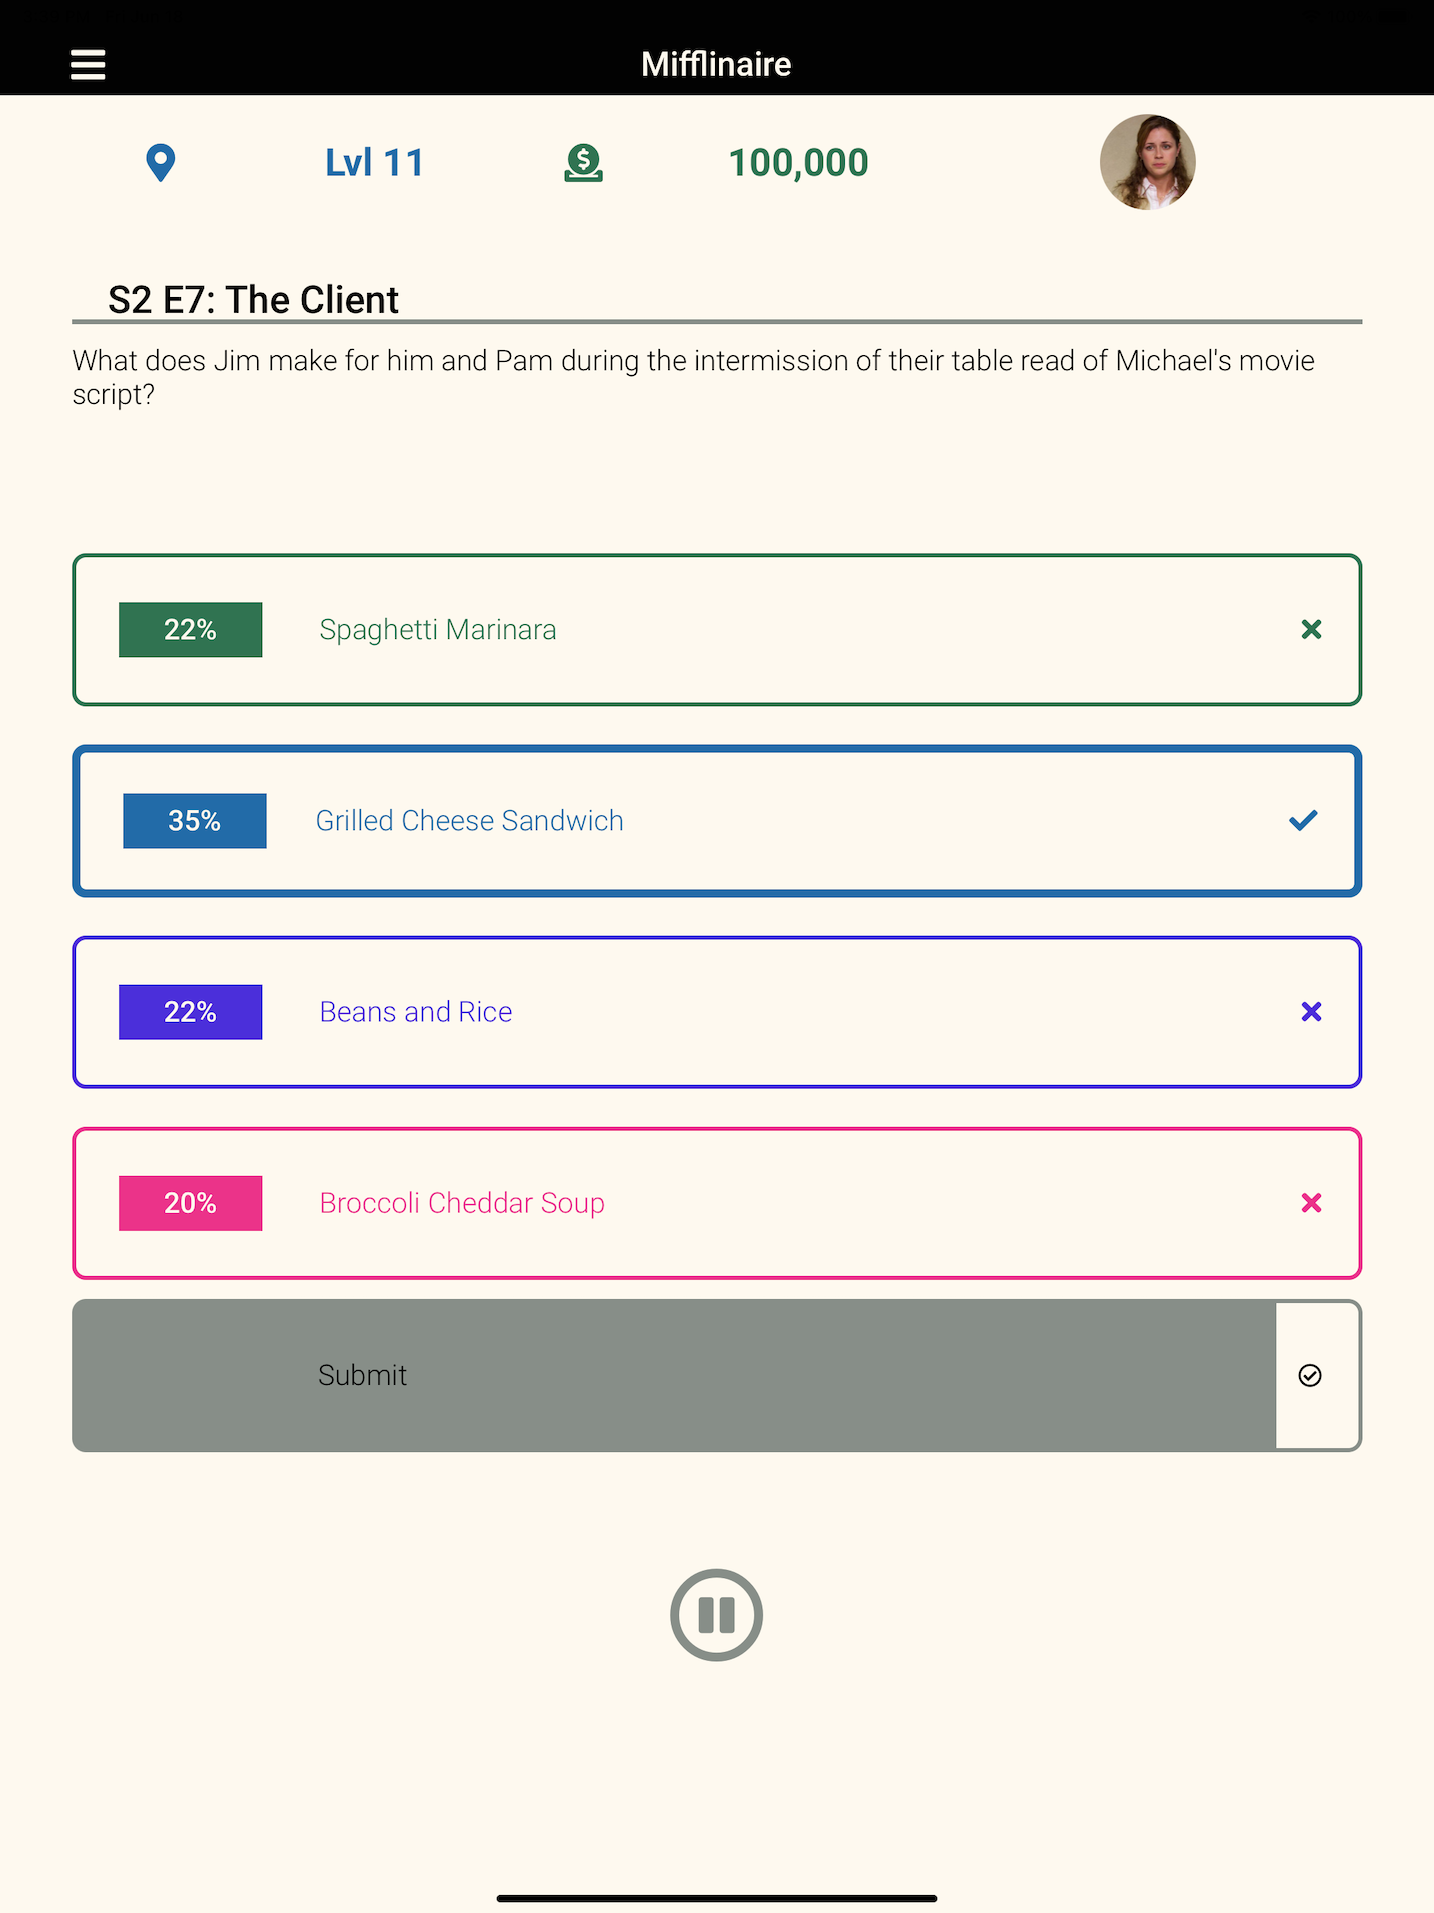 Mifflinaire
Lvl 11
100,000
S2 E7: The Client
What does Jim make for him and Pam during the intermission of their table read of Michael's movie
script?
22% Spaghetti Marinara
35% Grilled Cheese Sandwich
22% Beans and Rice
20% Broccoli Cheddar Soup
Submit